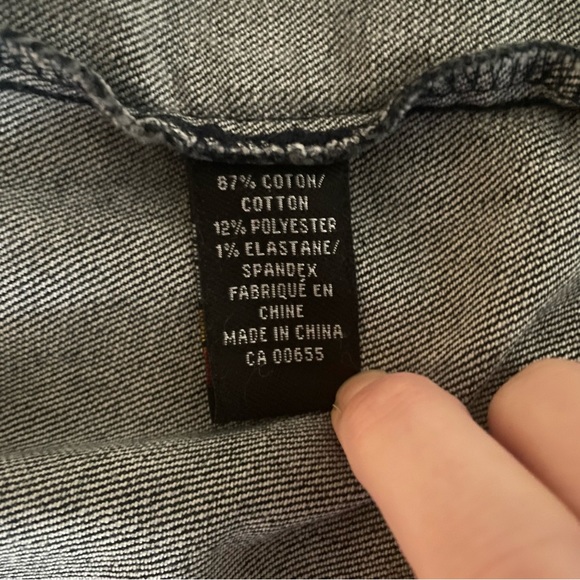 87% COTON/
COTTON
12% POLYESTER
1% ELASTANE/
SPANDEX
FABRIQUÉ EN
CHINE
MADE IN CHINA
CA 00655